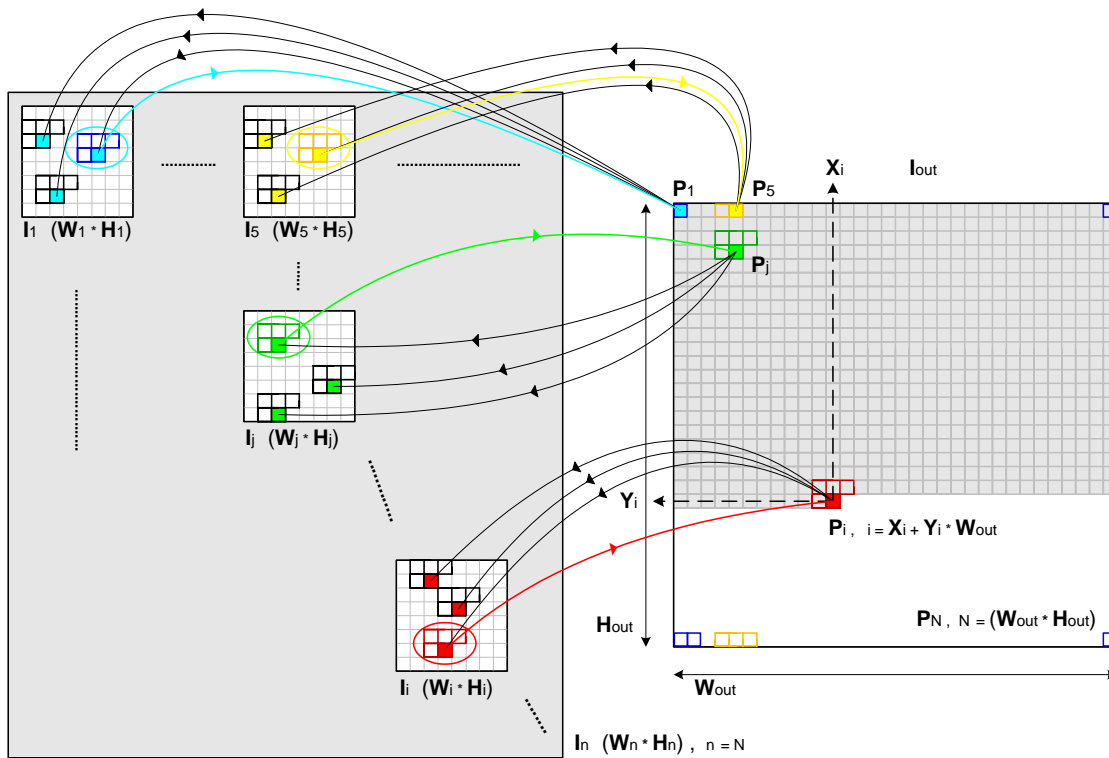 Xi
Iout
P1
P5
I1 (W1 * H1)
I5 (W5 * H5)
Pj
Ij (Wj * Hj)
Yi
Pi , i = Xi + Yi * Wout
Hout
PN , N = (Wout * Hout)
Ii (Wi * Hi)
Wout
In (Wn * Hn) , n = N